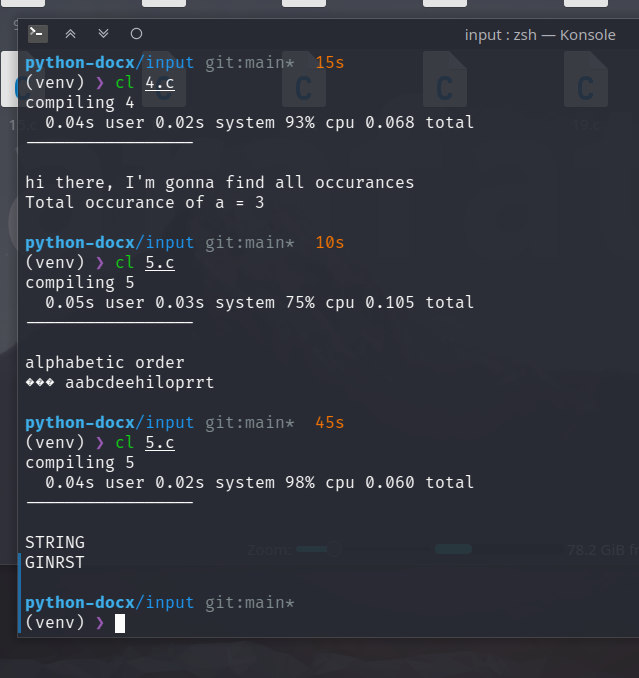 input : zsh — Konsole
python-docx/input git:main* 15s
(venv) ❯ cl 4.c
compiling 4
0.04s user 0.02s system 93% cpu 0.068 total
─────────────────
hi there, I'm gonna find all occurances
Total occurance of a = 3
python-docx/input git:main* 10s
(venv) ❯ cl 5.c
compiling 5
0.05s user 0.03s system 75% cpu 0.105 total
─────────────────
alphabetic order
��� aabcdeehiloprrt
python-docx/input git:main* 45s
(venv) ❯ cl 5.c
compiling 5
0.04s user 0.02s system 98% cpu 0.060 total
─────────────────
STRING
Zoom: 78.2 GiB
GINRST
python-docx/input git:main*
(venv) ❯